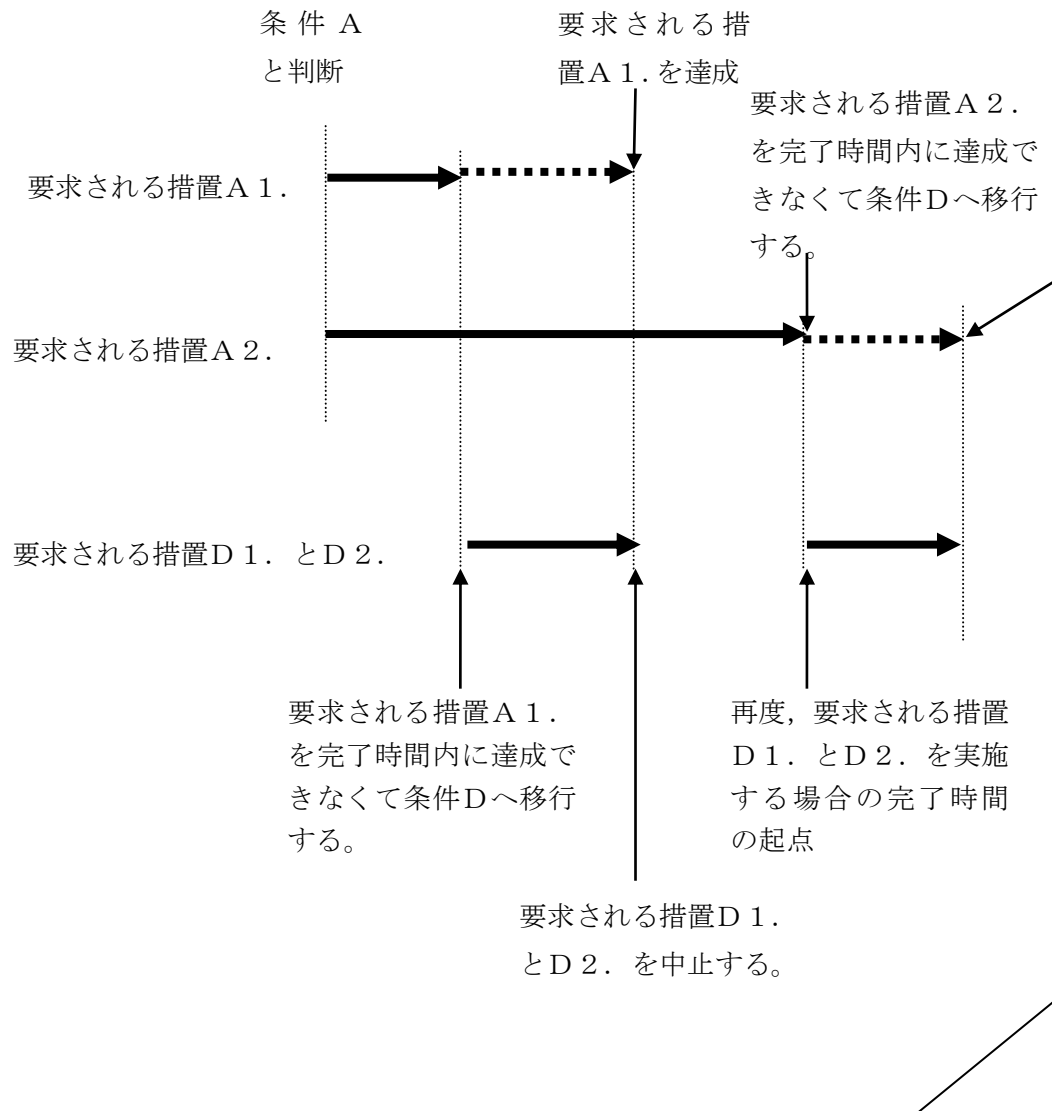 条件Ａ
と判断
要求される措
置Ａ１．を達成
要求される措置Ａ２．
を完了時間内に達成で
きなくて条件Ｄへ移行
する。
要求される措置Ａ１．
要求される措置Ａ２．
要求される措置Ｄ１．とＤ２．
要求される措置Ａ１．
を完了時間内に達成で
きなくて条件Ｄへ移行
する。
再度，要求される措置
Ｄ１．とＤ２．を実施
する場合の完了時間
の起点
要求される措置Ｄ１．
とＤ２．を中止する。